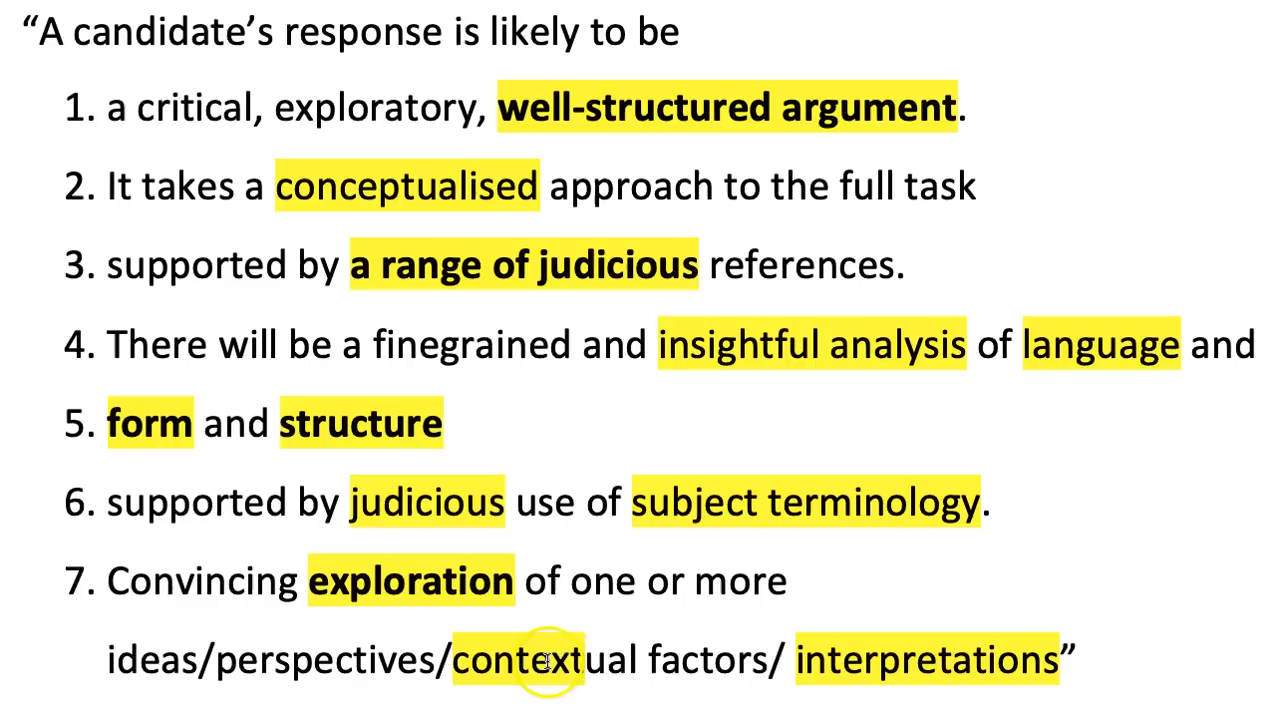 “A candidate’s response is likely to be
1. a critical, exploratory, well-structured argument.
2. It takes a conceptualised approach to the full task
3. supported by a range of judicious references.
4. There will be a finegrained and insightful analysis of language and
5. form and structure
6. supported by judicious use of subject terminology.
7. Convincing exploration of one or more
ideas/perspectives/contextual factors/ interpretations”